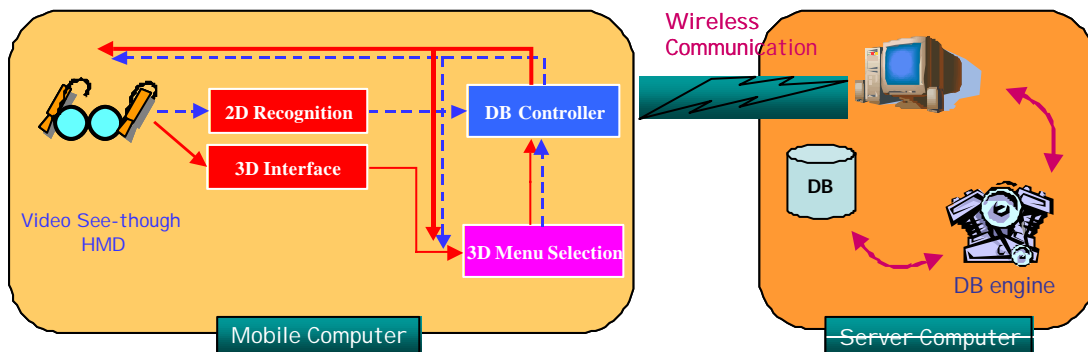 Wireless
Communication
2D Recognition
DB Controller
3D Interface
DB
Video See-though
HMD
3D Menu Selection
DB engine
Mobile Computer
Server Computer